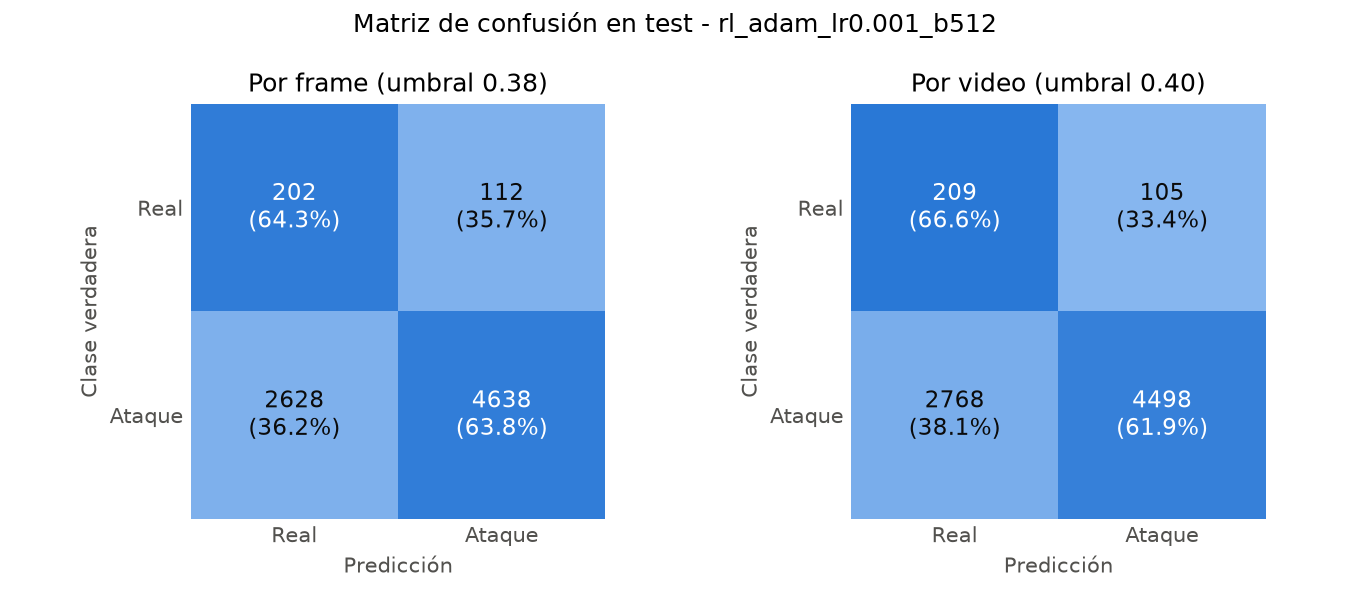 Matriz de confusión en test - rl_adam_lr0.001_b512
Por frame (umbral 0.38)
Clase verdadera
Real
202
(64.3%)
112
(35.7%)
Ataque
2628
(36.2%)
4638
(63.8%)
Real
Ataque
Predicción
Por video (umbral 0.40)
Clase verdadera
Real
209
(66.6%)
105
(33.4%)
Ataque
2768
(38.1%)
4498
(61.9%)
Real
Ataque
Predicción